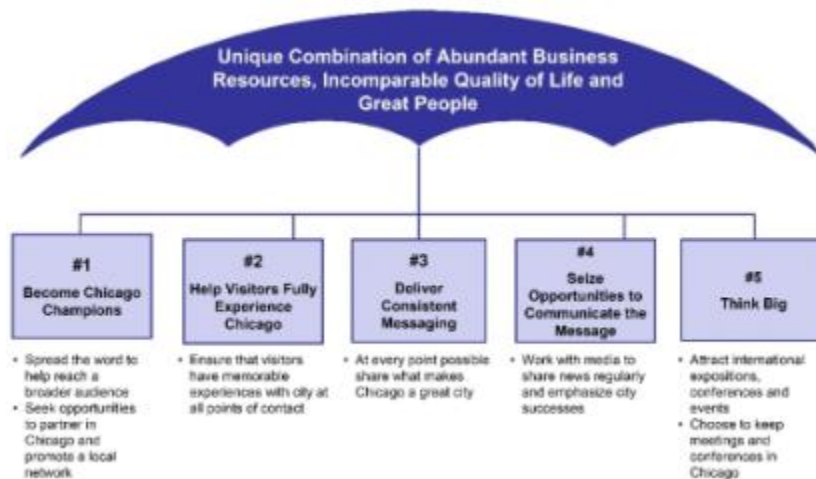 Unique Combination of Abundant Business
Resources, Incomparable Quality of Life and
Great People
#1
Become Chicago
Champions
#2
Help Visitors Fully
Experience
Chicago
#3
Deliver
Consistent
Messaging
#4
Seize
Opportunities to
Communicate the
Message
#5
Think Big
• Spread the word to
help reach a
broader audience
• Seek opportunities
to partner in
Chicago and
promote a local
network
• Ensure that visitors
have memorable
experiences with city at
all points of contact
• At every point possible
share what makes
Chicago a great city
• Work with media to
share news regularly
and emphasize city
successes
• Attract international
expositions,
conferences and
events
• Choose to keep
meetings and
conferences in
Chicago